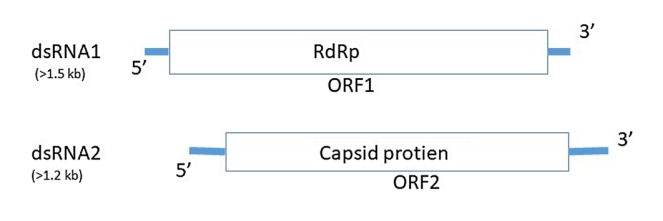 dsRNA1
(>1.5 kb)
5’
RdRp
3’
ORF1
dsRNA2
(>1.2 kb)
5’
Capsid protien
3’
ORF2